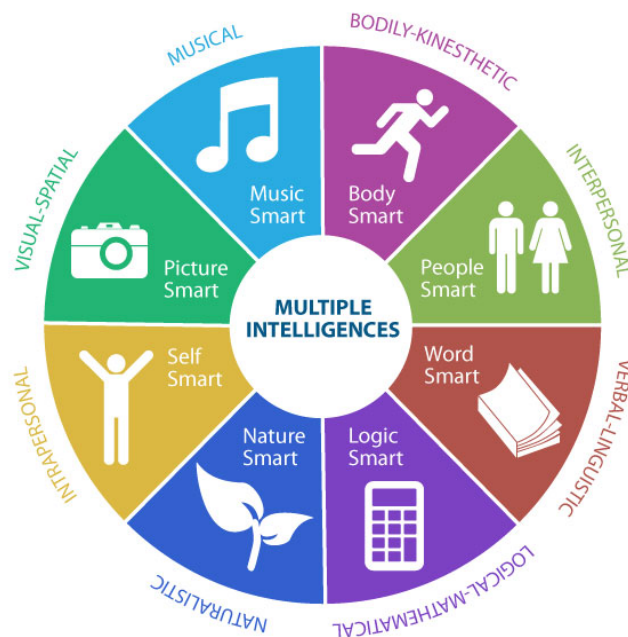 MUSICAL
BODILY-KINESTHETIC
INTERPERSONAL
VERBAL-LINGUISTIC
LOGICAL-MATHEMATICAL
NATURALISTIC
INTRAPERSONAL
VISUAL-SPATIAL
Music
Smart
Body
Smart
People
Smart
Word
Smart
Logic
Smart
Nature
Smart
Self
Smart
Picture
Smart
MULTIPLE
INTELLIGENCES